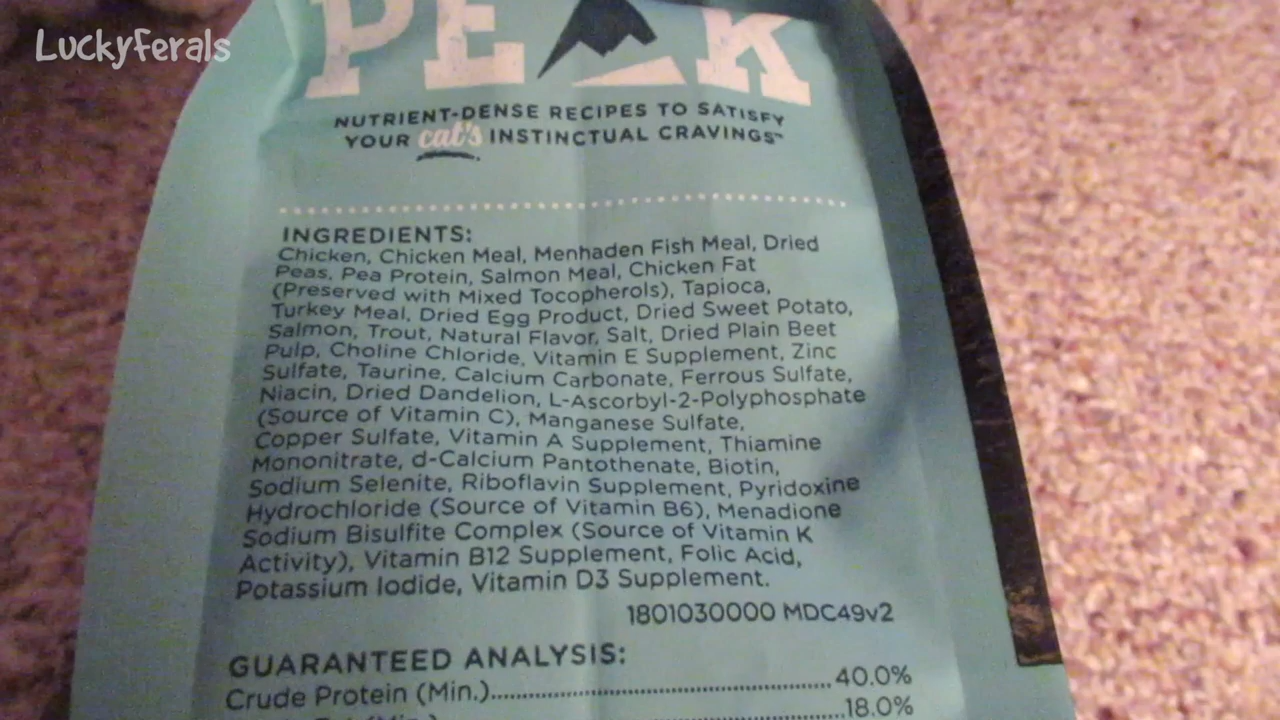 LuckyFerals
PEAK
NUTRIENT-DENSE RECIPES TO SATISFY
YOUR cat's INSTINCTUAL CRAVINGS™
INGREDIENTS:
Chicken, Chicken Meal, Menhaden Fish Meal, Dried
Peas, Pea Protein, Salmon Meal, Chicken Fat
(Preserved with Mixed Tocopherols), Tapioca,
Turkey Meal, Dried Egg Product, Dried Sweet Potato,
Salmon, Trout, Natural Flavor, Salt, Dried Plain Beet
Pulp, Choline Chloride, Vitamin E Supplement, Zinc
Sulfate, Taurine, Calcium Carbonate, Ferrous Sulfate,
Niacin, Dried Dandelion, L-Ascorbyl-2-Polyphosphate
(Source of Vitamin C), Manganese Sulfate,
Copper Sulfate, Vitamin A Supplement, Thiamine
Mononitrate, d-Calcium Pantothenate, Biotin,
Sodium Selenite, Riboflavin Supplement, Pyridoxine
Hydrochloride (Source of Vitamin B6), Menadione
Sodium Bisulfite Complex (Source of Vitamin K
Activity), Vitamin B12 Supplement, Folic Acid,
Potassium Iodide, Vitamin D3 Supplement.
1801030000 MDC49v2
GUARANTEED ANALYSIS:
Crude Protein (Min.)..........40.0%
(Min.)..........18.0%